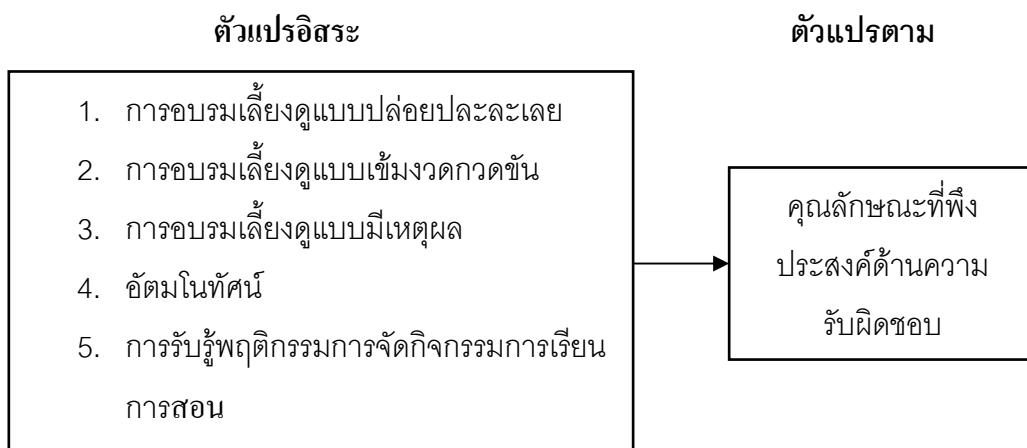 ตัวแปรอิสระ
ตัวแปรตาม
1. การอบรมเลี้ยงดูแบบปล่อยปละละเลย
2. การอบรมเลี้ยงดูแบบเข้มงวดกวดขัน
3. การอบรมเลี้ยงดูแบบมีเหตุผล
4. อัตมโนทัศน์
5. การรับรู้พฤติกรรมการจัดกิจกรรมการเรียน
การสอน
คุณลักษณะที่พึง
ประสงค์ด้านความ
รับผิดชอบ